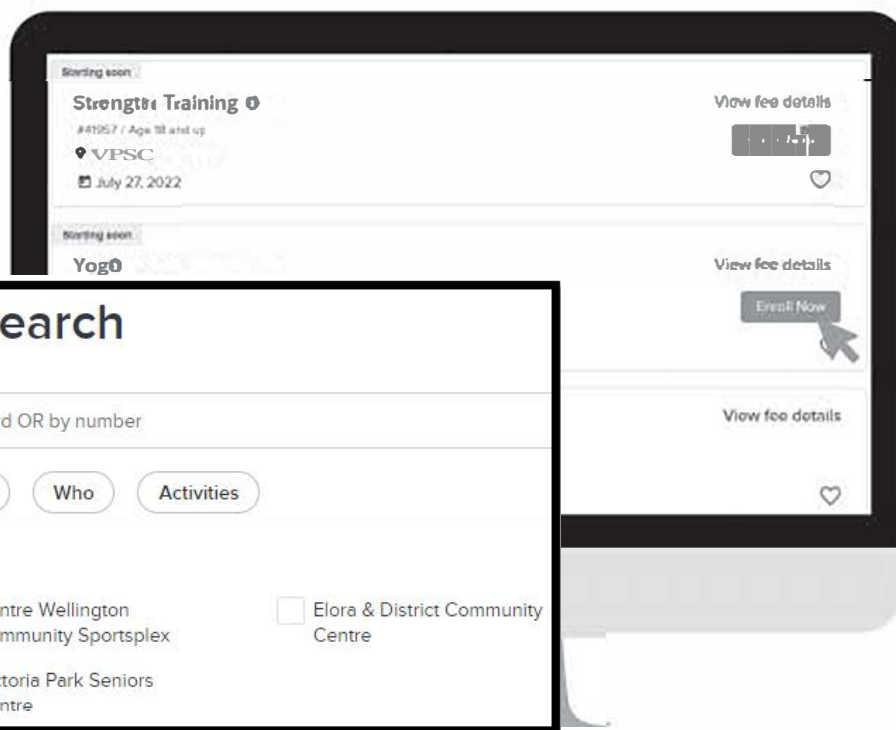 Starting soon
Strength Training
View fee details
#41957 / Age 18 and up
VPSC
July 27, 2022
Starting soon
Yoga
View fee details
Enroll Now
earch
d OR by number
View fee details
Who
Activities
ntre Wellington
mmunity Sportsplex
Elora & District Community
Centre
ctoria Park Seniors
ntre